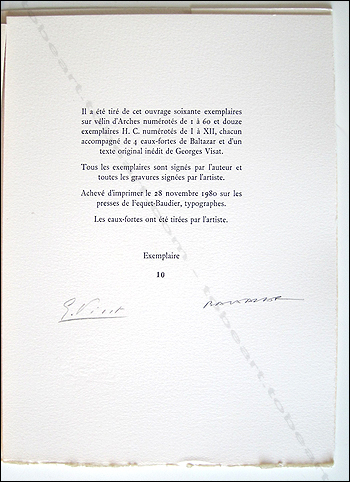 Il a été tiré de cet ouvrage soixante exemplaires
sur vélin d'Arches numérotés de 1 à 60 et douze
exemplaires H. C. numérotés de I à XII, chacun
accompagné de 4 eaux-fortes de Baltazar et d'un
texte original inédit de Georges Visat.
Tous les exemplaires sont signés par l'auteur et
toutes les gravures signées par l'artiste.
Achevé d'imprimer le 28 novembre 1980 sur les
presses de Fequet-Baudier, typographes.
Les eaux-fortes ont été tirées par l'artiste.
Exemplaire
10
G. Visat
BALTAZAR